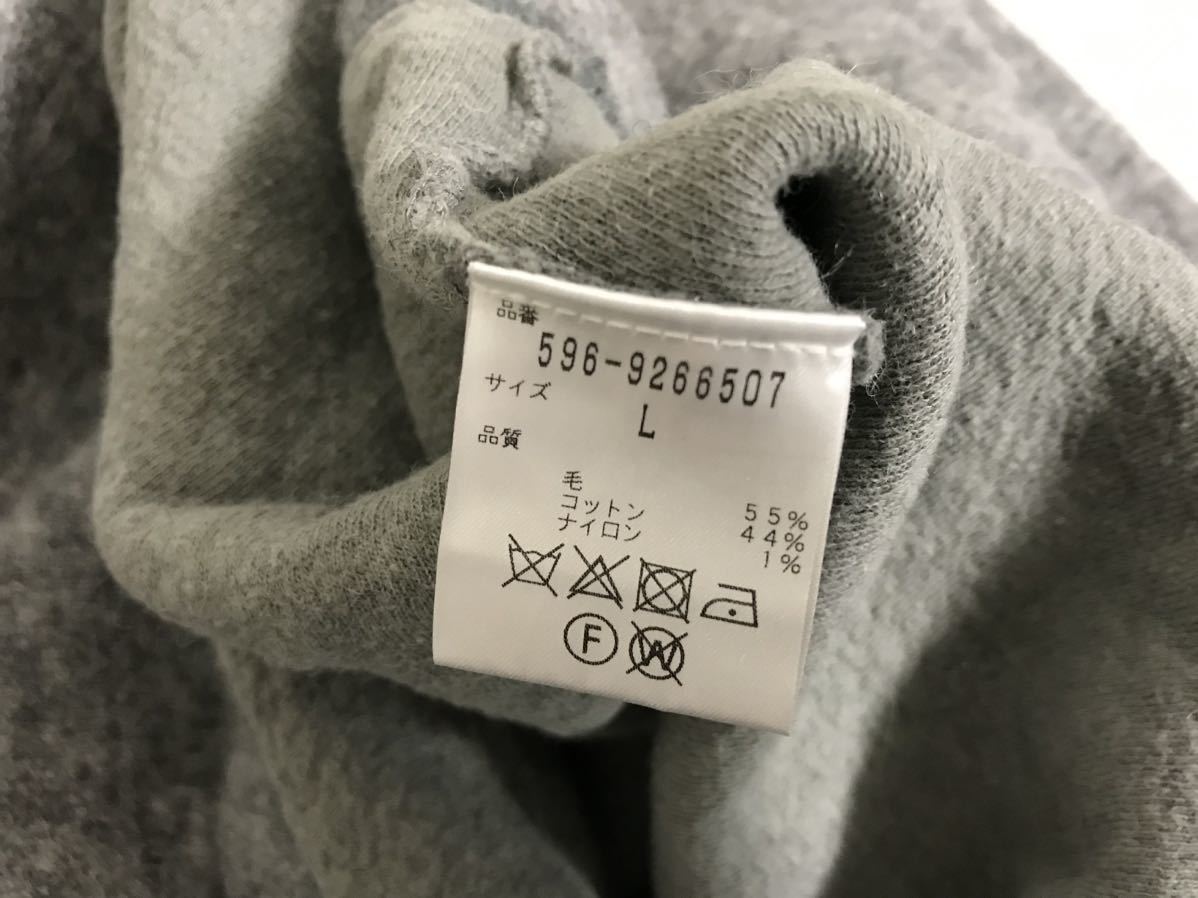 品番
596-9266507
サイズ
L
品質
毛 55%
コットン 44%
ナイロン 1%
F
W